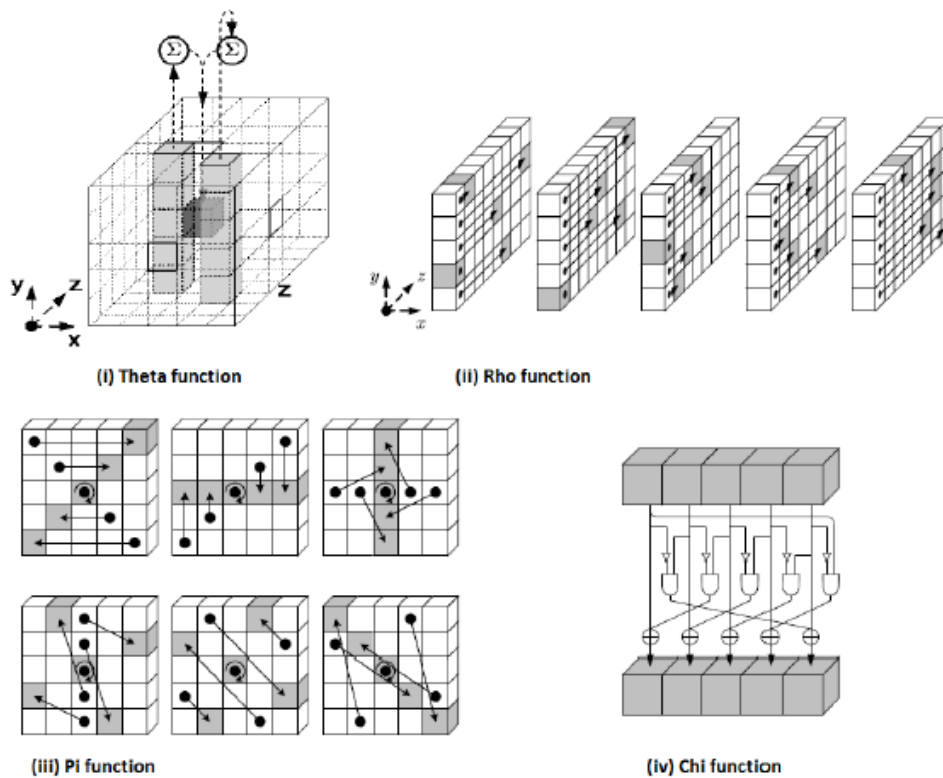 Σ Σ
y z x
z
(i) Theta function
y z x
(ii) Rho function
(iii) Pi function
(iv) Chi function